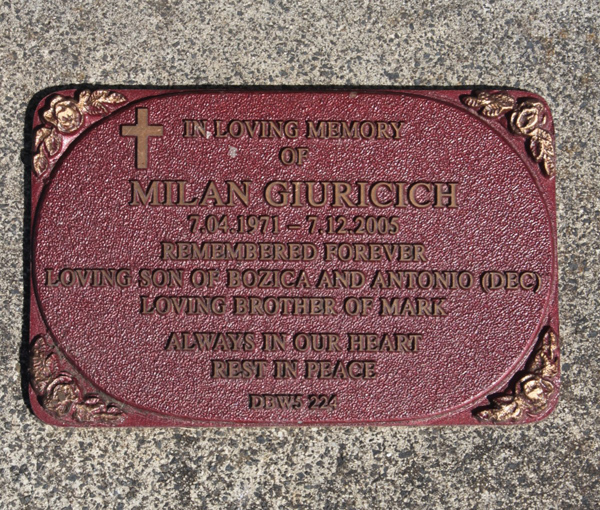 IN LOVING MEMORY
OF
MILAN GIURICICH
7.04.1971 – 7.12.2005
REMEMBERED FOREVER
LOVING SON OF BOZICA AND ANTONIO (DEC)
LOVING BROTHER OF MARK
ALWAYS IN OUR HEART
REST IN PEACE
DBW5 224